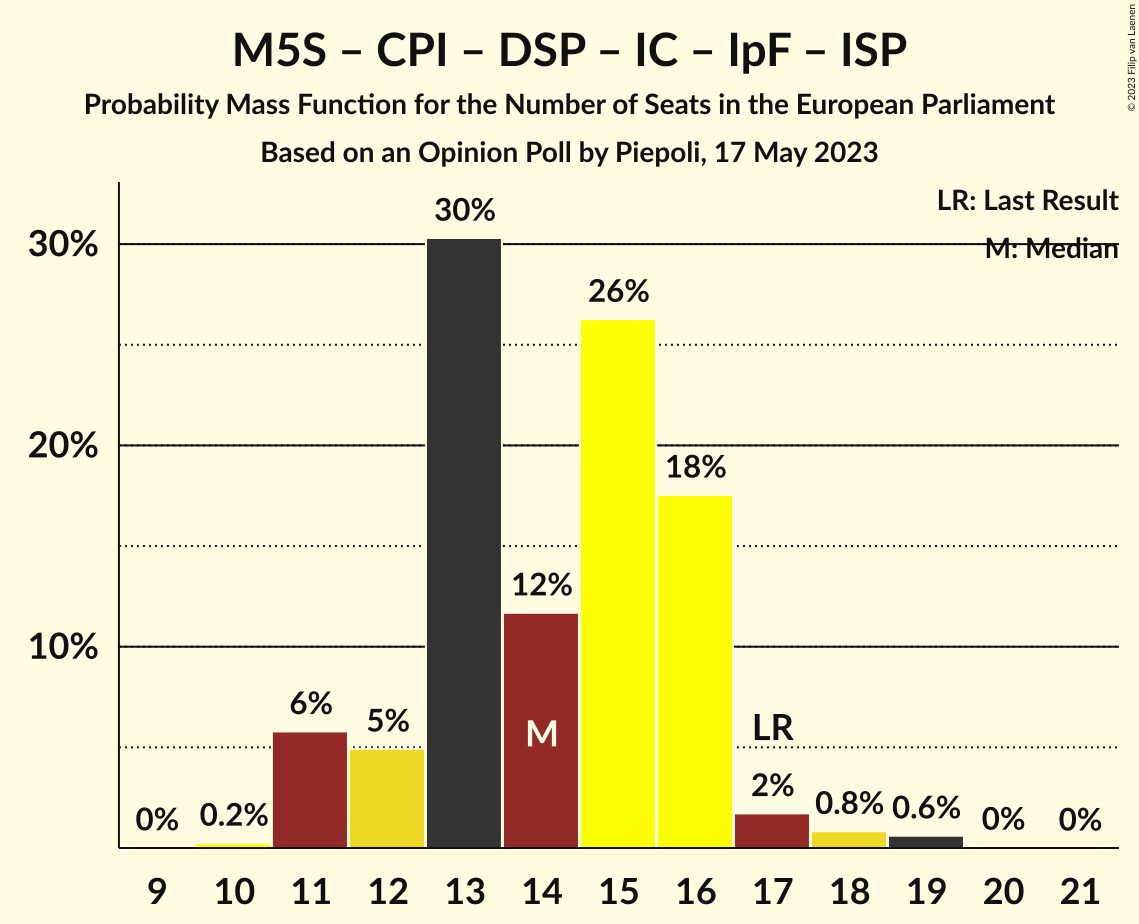 M5S – CPI – DSP – IC – IpF – ISP
Probability Mass Function for the Number of Seats in the European Parliament
Based on an Opinion Poll by Piepoli, 17 May 2023
© 2023 Filip van Laenen
LR: Last Result
M: Median
30%
20%
10%
0%
0.2%
6%
5%
30%
12%
26%
18%
2%
0.8%
0.6%
0%
0%
M
LR
9 10 11 12 13 14 15 16 17 18 19 20 21